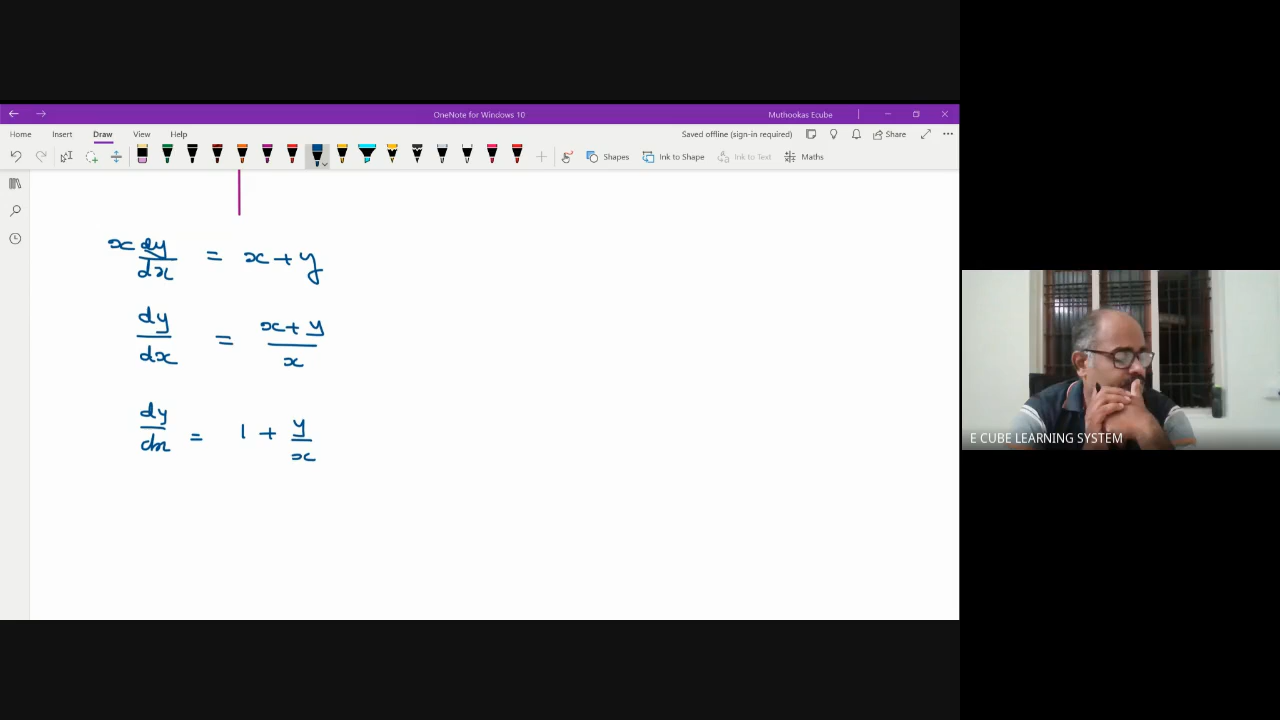 OneNote for Windows 10
Muthookas Ecube
Home Insert Draw View Help
Saved offline (sign-in required)
Share
Shapes
Ink to Shape
Ink to Text
Maths
x dy/dx = x + y
dy/dx = x + y / x
dy/dx = 1 + y/x
E CUBE LEARNING SYSTEM